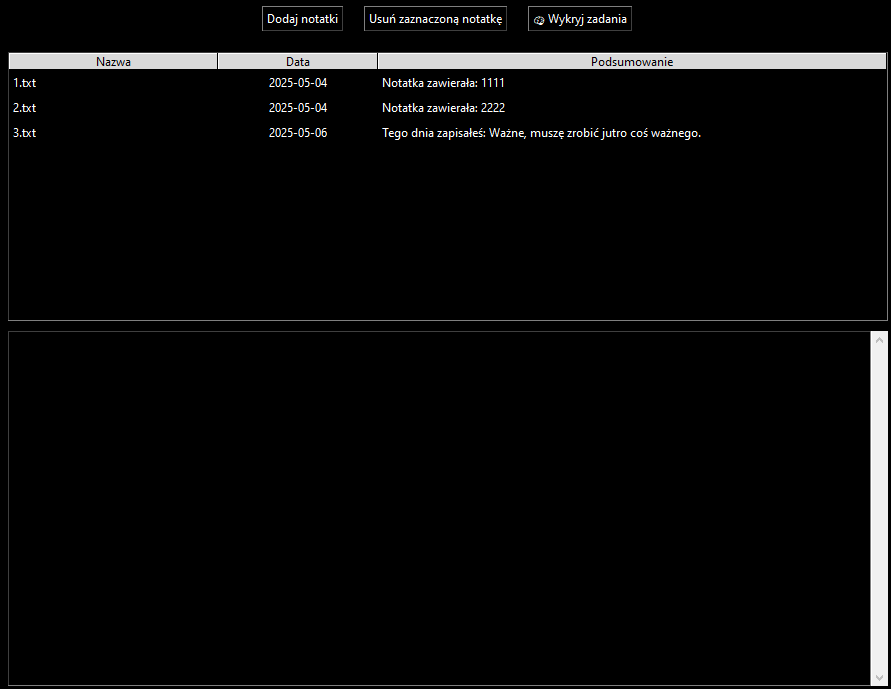 Dodaj notatki Usuń zaznaczoną notatkę Wykryj zadania
Nazwa Data Podsumowanie
1.txt 2025-05-04 Notatka zawierała: 1111
2.txt 2025-05-04 Notatka zawierała: 2222
3.txt 2025-05-06 Tego dnia zapisałeś: Ważne, muszę zrobić jutro coś ważnego.